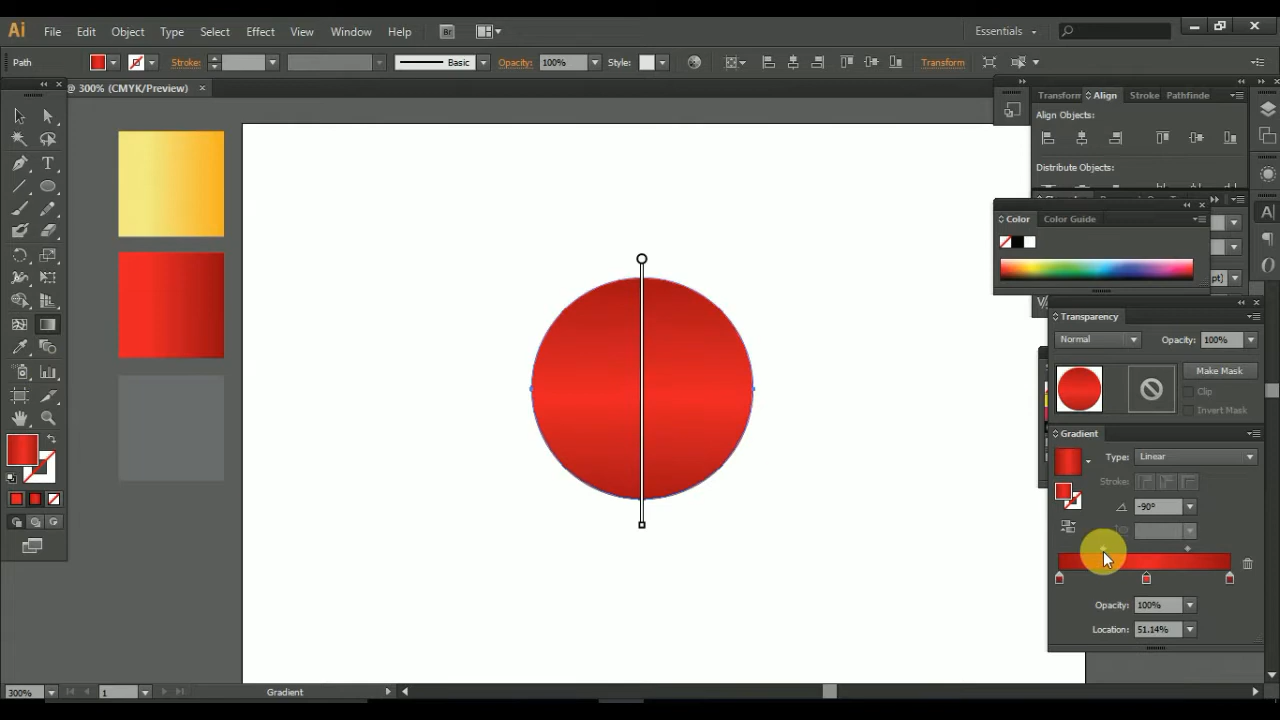 Ai File Edit Object Type Select Effect View Window Help Br Essentials
Path Stroke: Basic Opacity: 100% Style: Transform
@ 300% (CMYK/Preview) ×
Transform Align Stroke Pathfinde
Align Objects:
Distribute Objects:
Color Color Guide
Transparency
Normal Opacity: 100%
Make Mask
Clip
Invert Mask
Gradient
Type: Linear
Stroke:
-90°
Opacity: 100%
Location: 51.14%
300% 1 Gradient